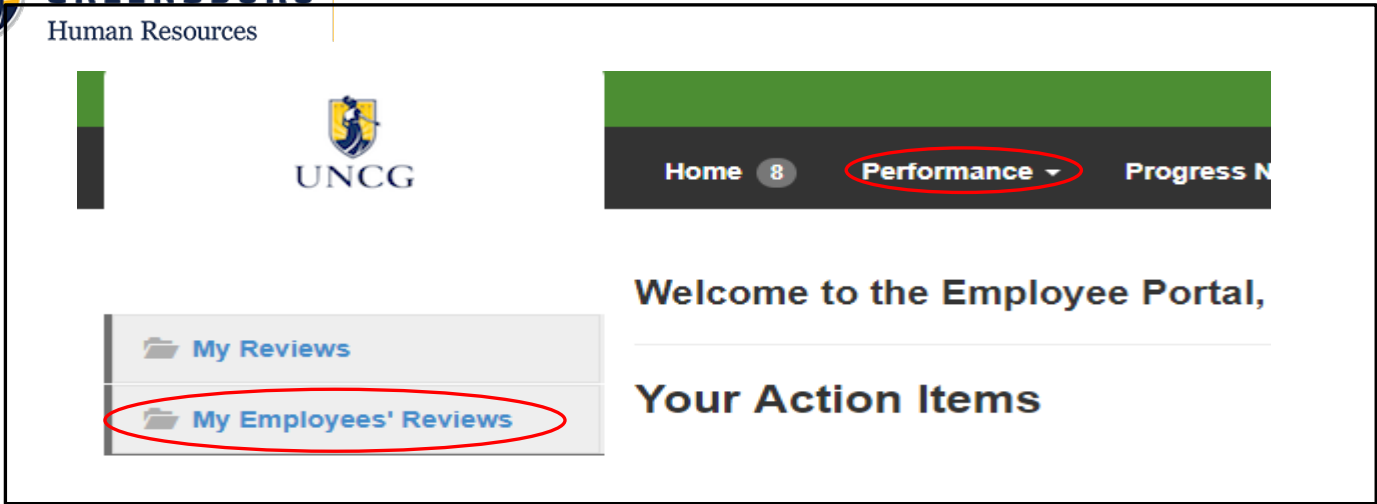 Human Resources
UNCG
Home 8 Performance Progress N
Welcome to the Employee Portal,
My Reviews
Your Action Items
My Employees' Reviews